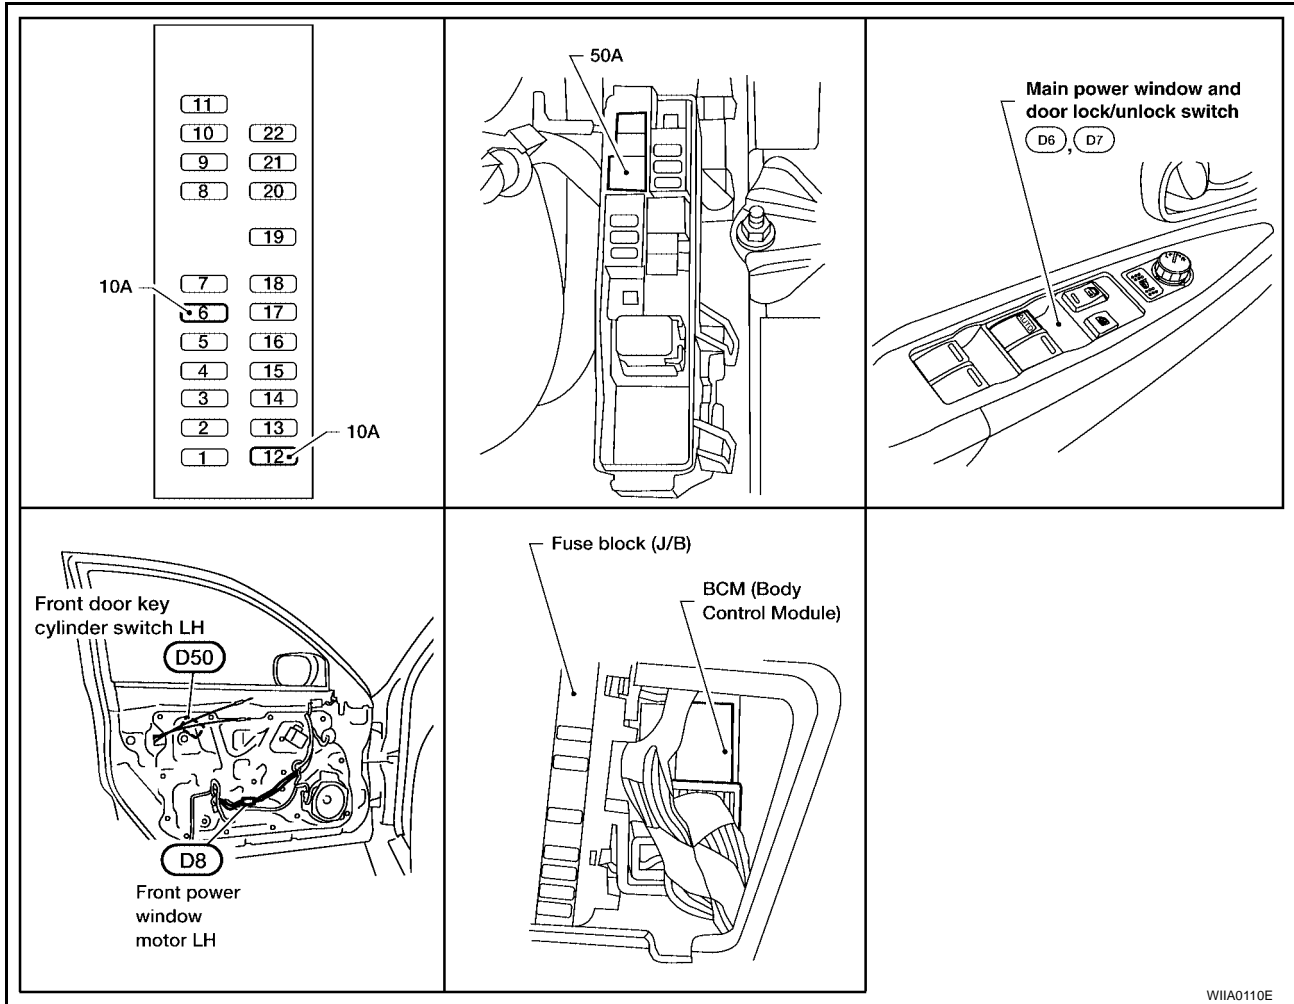 11
10 22
9 21
8 20
19
7 18
10A
6 17
5 16
4 15
3 14
2 13
10A
1 12
50A
Main power window and
door lock/unlock switch
D6 , D7
AUTO
Front door key
cylinder switch LH
D50
D8
Front power
window
motor LH
Fuse block (J/B)
BCM (Body
Control Module)
WIIA0110E